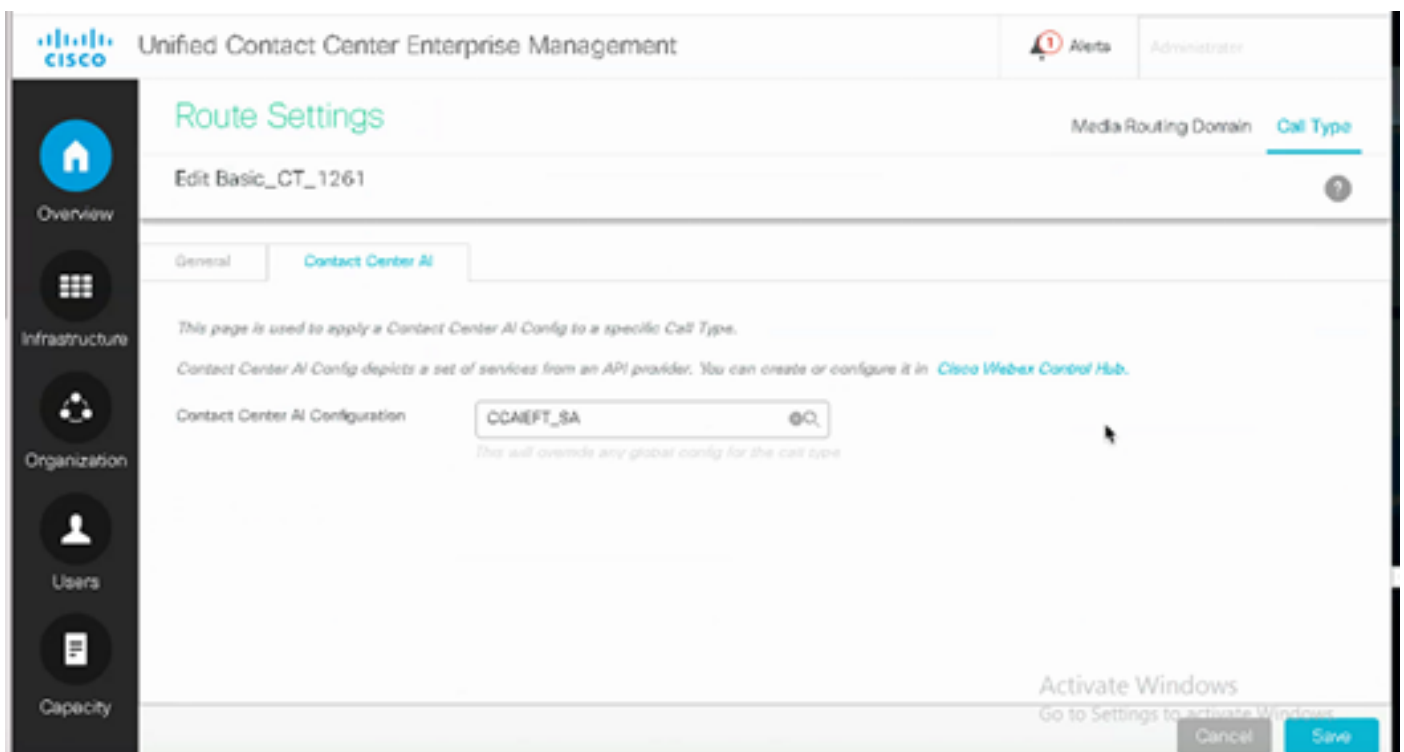 CISCO Unified Contact Center Enterprise Management
1 Alerts Administrator
Route Settings
Media Routing Domain Call Type
Edit Basic_CT_1261
?
Overview
General Contact Center AI
Infrastructure
This page is used to apply a Contact Center AI Config to a specific Call Type.
Contact Center AI Config depicts a set of services from an API provider. You can create or configure it in Cisco Webex Control Hub.
Contact Center AI Configuration CCAIEFT_SA
This will override any global config for the call type
Organization
Users
Activate Windows
Capacity
Go to Settings to activate Windows.
Cancel Save